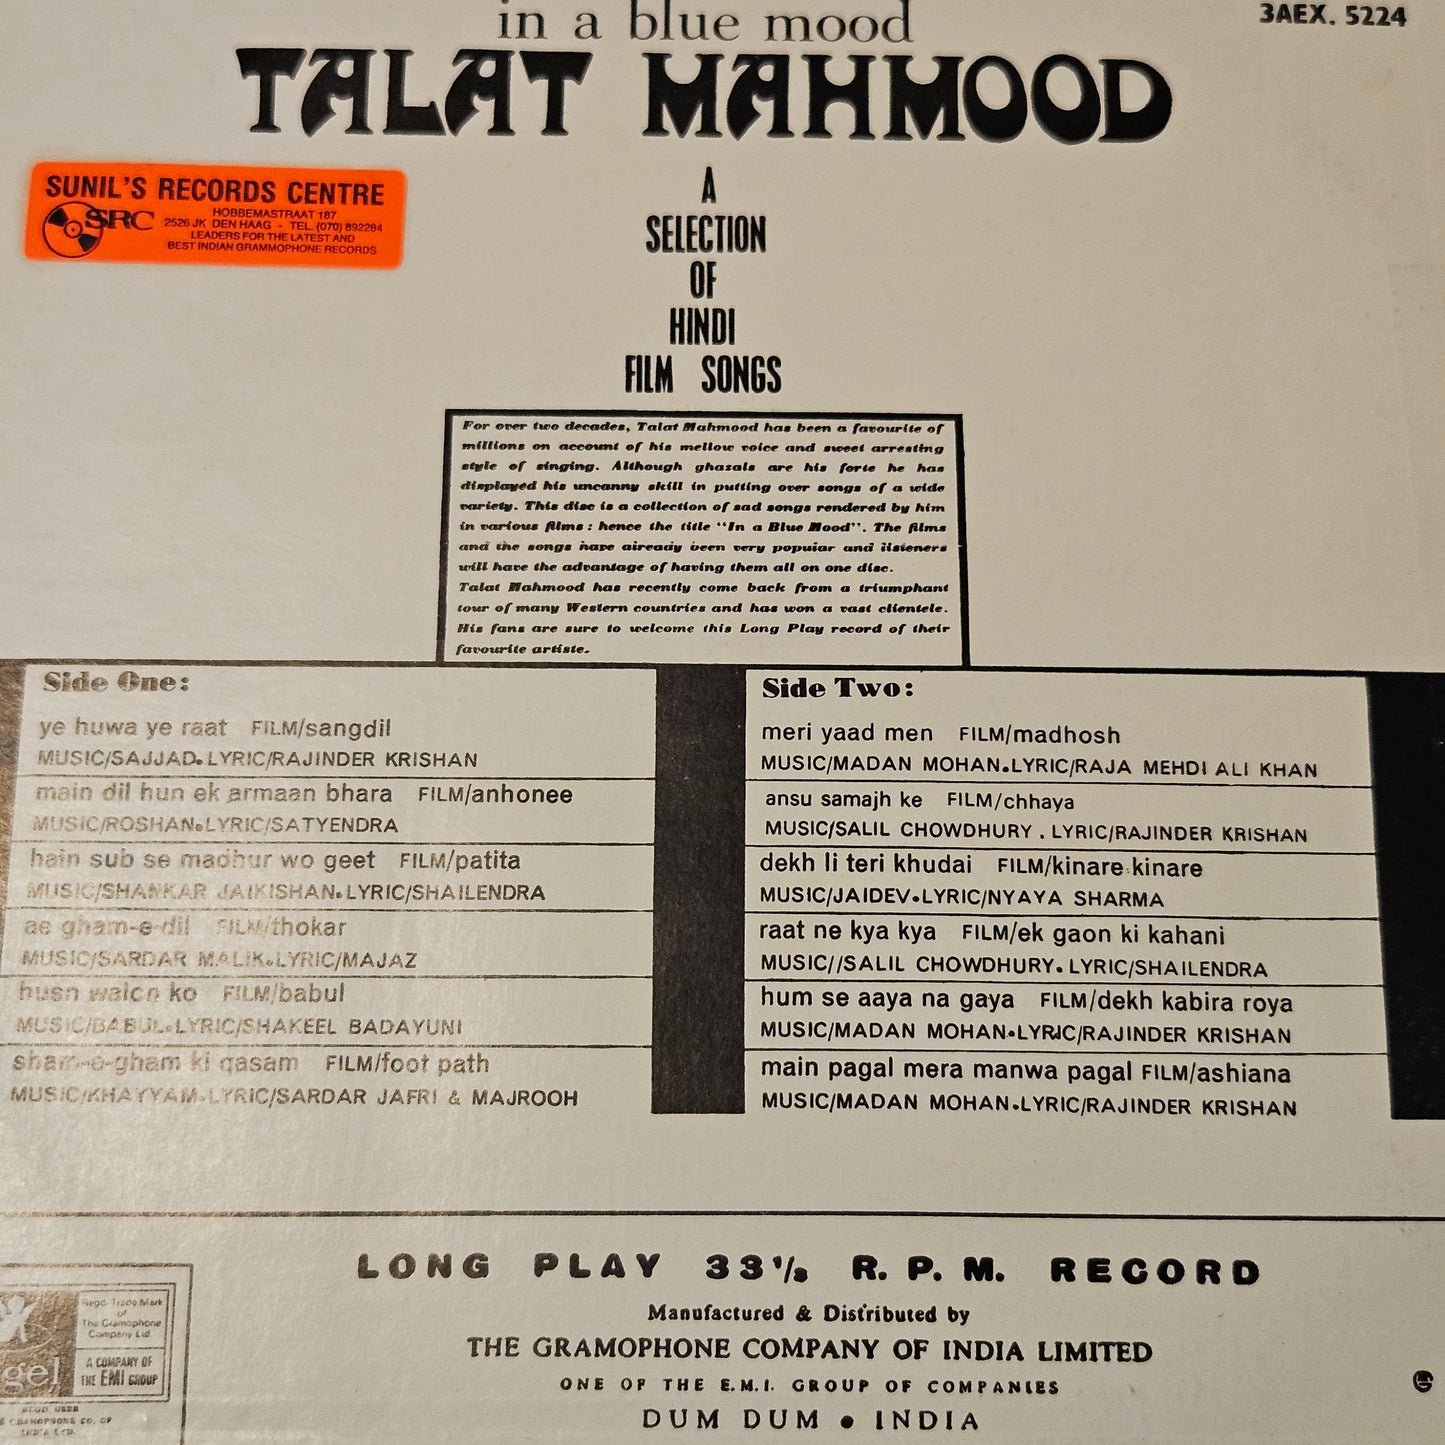 in a blue mood
3AEX. 5224
TALAT MAHMOOD
SUNIL'S RECORDS CENTRE
SRC
HOBBEMASTRAAT 187
2526 JK DEN HAAG - TEL. (070) 892284
LEADERS FOR THE LATEST AND
BEST INDIAN GRAMMOPHONE RECORDS
A
SELECTION
OF
HINDI
FILM SONGS
For over two decades, Talat Mahmood has been a favourite of
millions on account of his mellow voice and sweet arresting
style of singing. Although ghazals are his forte he has
displayed his uncanny skill in putting over songs of a wide
variety. This disc is a collection of sad songs rendered by him
in various films : hence the title "In a Blue Mood". The films
and the songs have already been very popular and listeners
will have the advantage of having them all on one disc.
Talat Mahmood has recently come back from a triumphant
tour of many Western countries and has won a vast clientele.
His fans are sure to welcome this Long Play record of their
favourite artiste.
Side One:
ye huwa ye raat FILM/sangdil
MUSIC/SAJJAD•LYRIC/RAJINDER KRISHAN
main dil hun ek armaan bhara FILM/anhonee
MUSIC/ROSHAN•LYRIC/SATYENDRA
hain sub se madhur wo geet FILM/patita
MUSIC/SHANKAR JAIKISHAN•LYRIC/SHAILENDRA
ae gham-e-dil FILM/thokar
MUSIC/SARDAR MALIK•LYRIC/MAJAZ
husn walon ko FILM/babul
MUSIC/BABUL•LYRIC/SHAKEEL BADAYUNI
sham-e-gham ki qasam FILM/foot path
MUSIC/KHAYYAM•LYRIC/SARDAR JAFRI & MAJROOH
Side Two:
meri yaad men FILM/madhosh
MUSIC/MADAN MOHAN•LYRIC/RAJA MEHDI ALI KHAN
ansu samajh ke FILM/chhaya
MUSIC/SALIL CHOWDHURY . LYRIC/RAJINDER KRISHAN
dekh li teri khudai FILM/kinare kinare
MUSIC/JAIDEV•LYRIC/NYAYA SHARMA
raat ne kya kya FILM/ek gaon ki kahani
MUSIC//SALIL CHOWDHURY• LYRIC/SHAILENDRA
hum se aaya na gaya FILM/dekh kabira roya
MUSIC/MADAN MOHAN•LYRIC/RAJINDER KRISHAN
main pagal mera manwa pagal FILM/ashiana
MUSIC/MADAN MOHAN•LYRIC/RAJINDER KRISHAN
LONG PLAY 33⅓ R. P. M. RECORD
Manufactured & Distributed by
THE GRAMOPHONE COMPANY OF INDIA LIMITED
ONE OF THE E.M.I. GROUP OF COMPANIES
DUM DUM • INDIA
Regd. Trade Mark
of
The Gramophone
Company Ltd.
gel
A COMPANY OF
THE EMI GROUP
USER
GRAMOPHONE CO. OF
INDIA LTD.